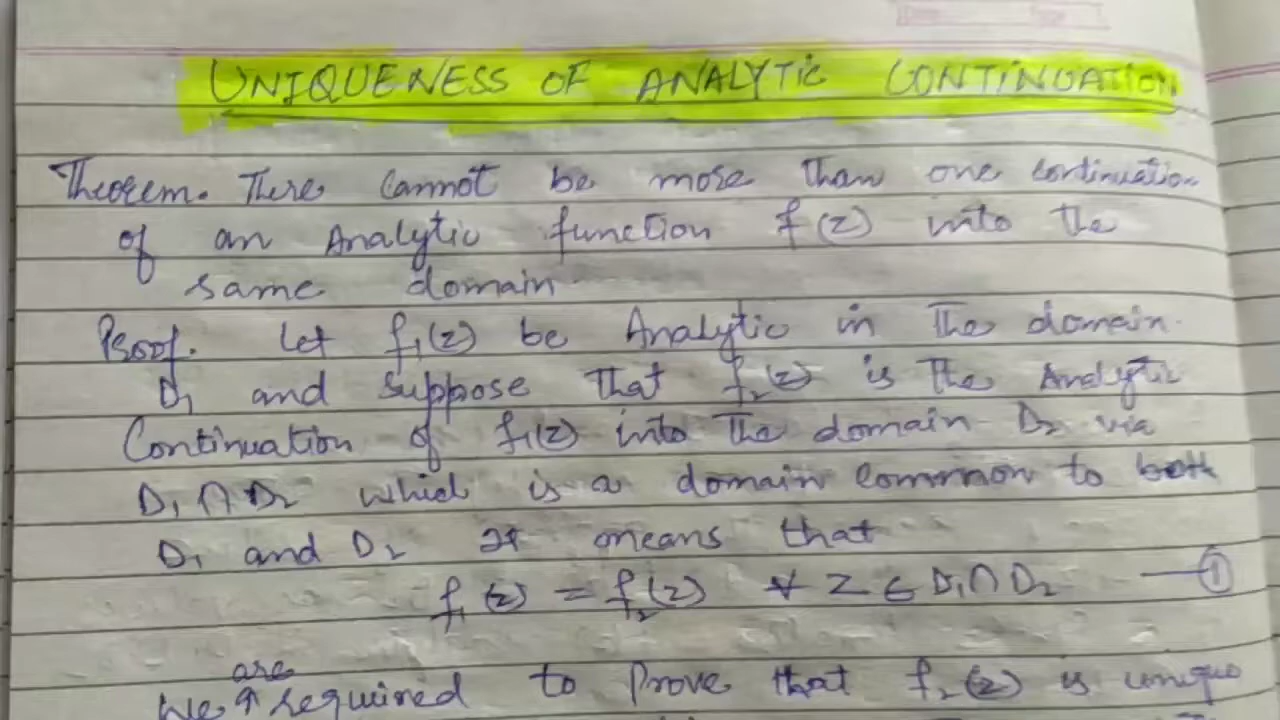 UNIQUENESS OF ANALYTIC CONTINUATION
Theorem. There cannot be more than one continuation
of an Analytic function f(z) into the
same domain
Proof. Let f₁(z) be Analytic in the domain.
D₁ and suppose that f₂(z) is the Analytic
Continuation of f₁(z) into the domain D₂ via
D₁ ∩ D₂ which is a domain common to both
D₁ and D₂ It means that
f₁(z) = f₂(z) ∀ z ∈ D₁ ∩ D₂ —①
We are required to prove that f₂(z) is unique